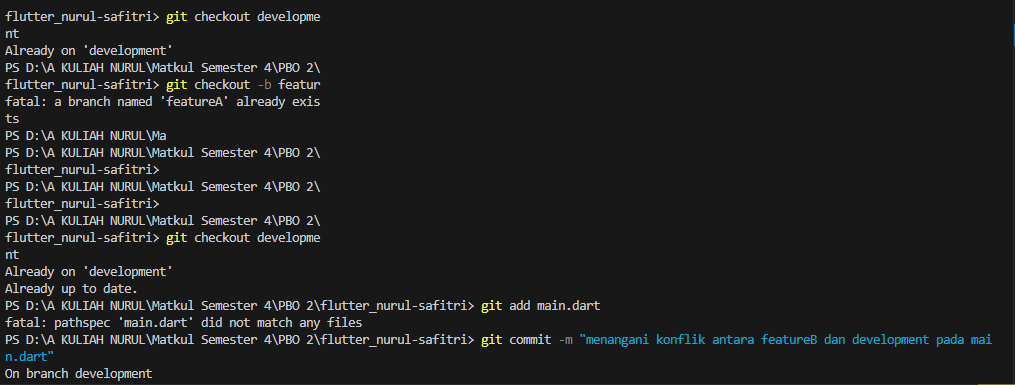 flutter_nurul-safitri> git checkout developme
nt
Already on 'development'
PS D:\A KULIAH NURUL\Matkul Semester 4\PBO 2\
flutter_nurul-safitri> git checkout -b featur
fatal: a branch named 'featureA' already exis
ts
PS D:\A KULIAH NURUL\Ma
PS D:\A KULIAH NURUL\Matkul Semester 4\PBO 2\
flutter_nurul-safitri>
PS D:\A KULIAH NURUL\Matkul Semester 4\PBO 2\
flutter_nurul-safitri>
PS D:\A KULIAH NURUL\Matkul Semester 4\PBO 2\
flutter_nurul-safitri> git checkout developme
nt
Already on 'development'
Already up to date.
PS D:\A KULIAH NURUL\Matkul Semester 4\PBO 2\flutter_nurul-safitri> git add main.dart
fatal: pathspec 'main.dart' did not match any files
PS D:\A KULIAH NURUL\Matkul Semester 4\PBO 2\flutter_nurul-safitri> git commit -m "menangani konflik antara featureB dan development pada mai
n.dart"
On branch development